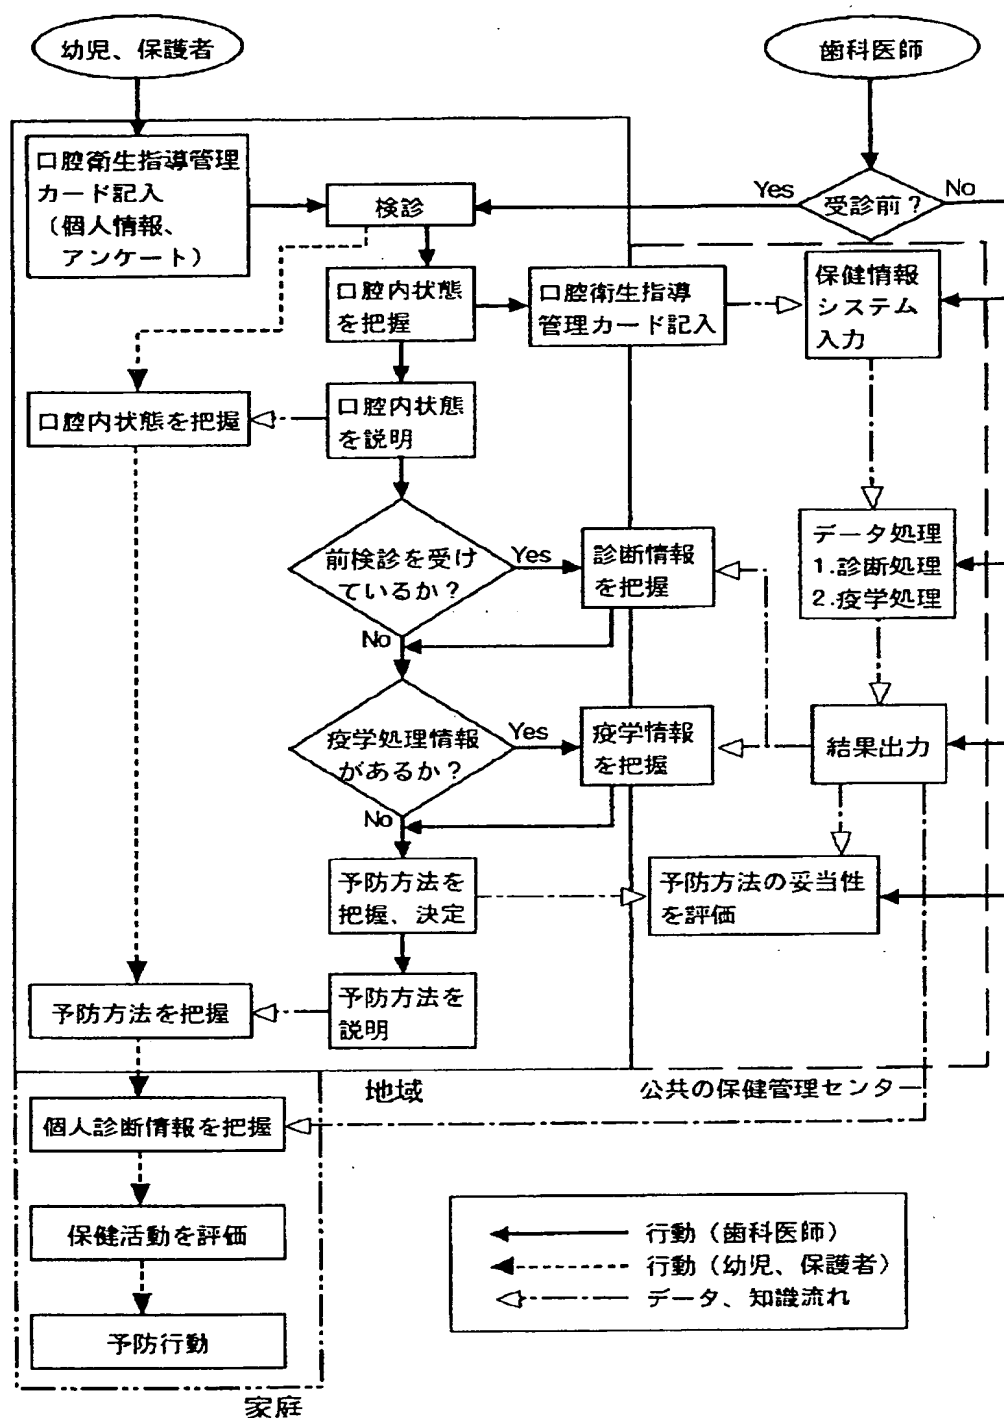 幼児、保護者
歯科医師
口腔衛生指導管理
カード記入
（個人情報、
アンケート）
検診
Yes
受診前？
No
口腔内状態
を把握
口腔衛生指導
管理カード記入
保健情報
システム
入力
口腔内状態を把握
口腔内状態
を説明
前検診を受け
ているか？
Yes
No
診断情報
を把握
データ処理
1.診断処理
2.疫学処理
疫学処理情報
があるか？
Yes
No
疫学情報
を把握
結果出力
予防方法を
把握、決定
予防方法の妥当性
を評価
予防方法を把握
予防方法を
説明
地域
公共の保健管理センター
個人診断情報を把握
保健活動を評価
予防行動
家庭
行動（歯科医師）
行動（幼児、保護者）
データ、知識流れ